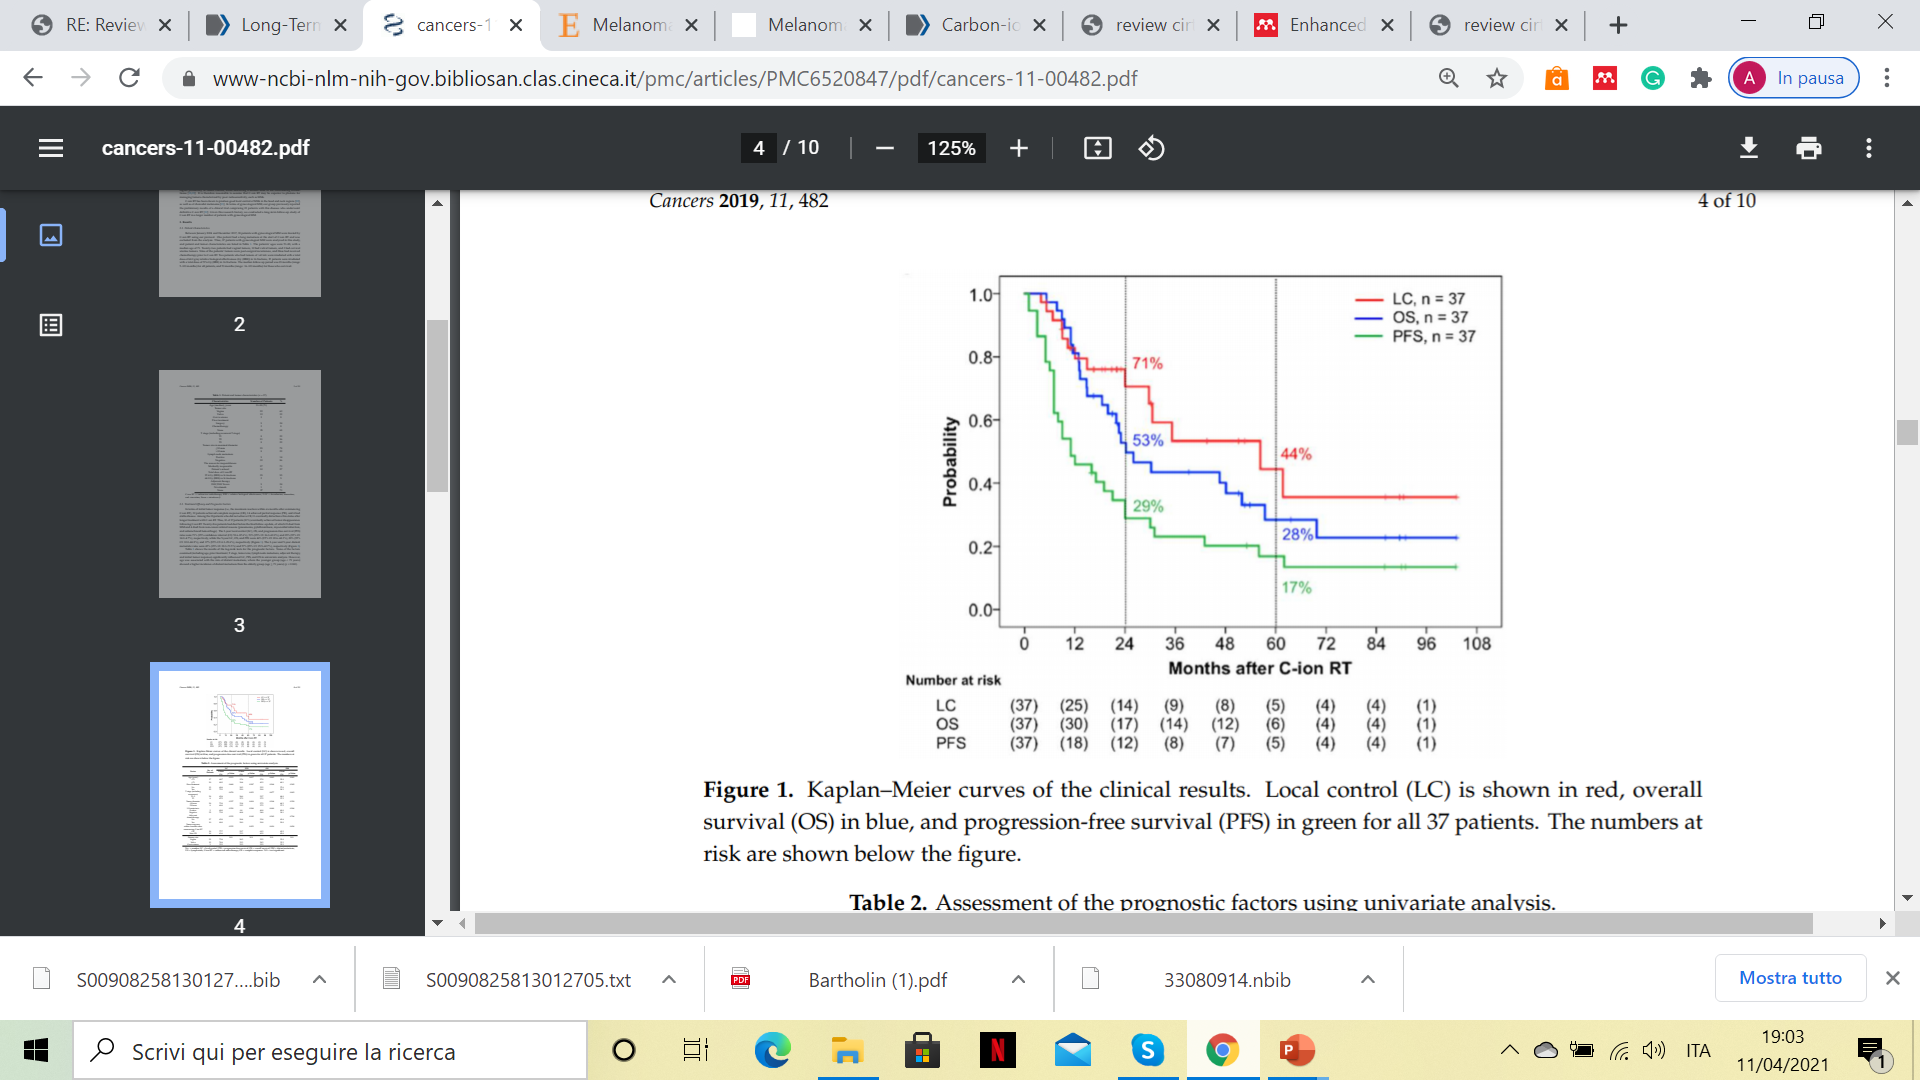 RE: Review
Long-Tern
cancers-1
Melanoma
Melanoma
Carbon-io
review cir
Enhanced
review cir
www-ncbi-nlm-nih-gov.bibliosan.clas.cineca.it/pmc/articles/PMC6520847/pdf/cancers-11-00482.pdf
A In pausa
cancers-11-00482.pdf
4 / 10
125%
2
3
4
Cancers 2019, 11, 482
4 of 10
LC, n = 37
OS, n = 37
PFS, n = 37
Probability
1.0
0.8
0.6
0.4
0.2
0.0
71%
53%
29%
44%
28%
17%
0 12 24 36 48 60 72 84 96 108
Months after C-ion RT
Number at risk
LC (37) (25) (14) (9) (8) (5) (4) (4) (1)
OS (37) (30) (17) (14) (12) (6) (4) (4) (1)
PFS (37) (18) (12) (8) (7) (5) (4) (4) (1)
Figure 1. Kaplan–Meier curves of the clinical results. Local control (LC) is shown in red, overall
survival (OS) in blue, and progression-free survival (PFS) in green for all 37 patients. The numbers at
risk are shown below the figure.
Table 2. Assessment of the prognostic factors using univariate analysis.
S00908258130127....bib
S0090825813012705.txt
PDF
Bartholin (1).pdf
33080914.nbib
Mostra tutto
Scrivi qui per eseguire la ricerca
ITA
19:03
11/04/2021
1